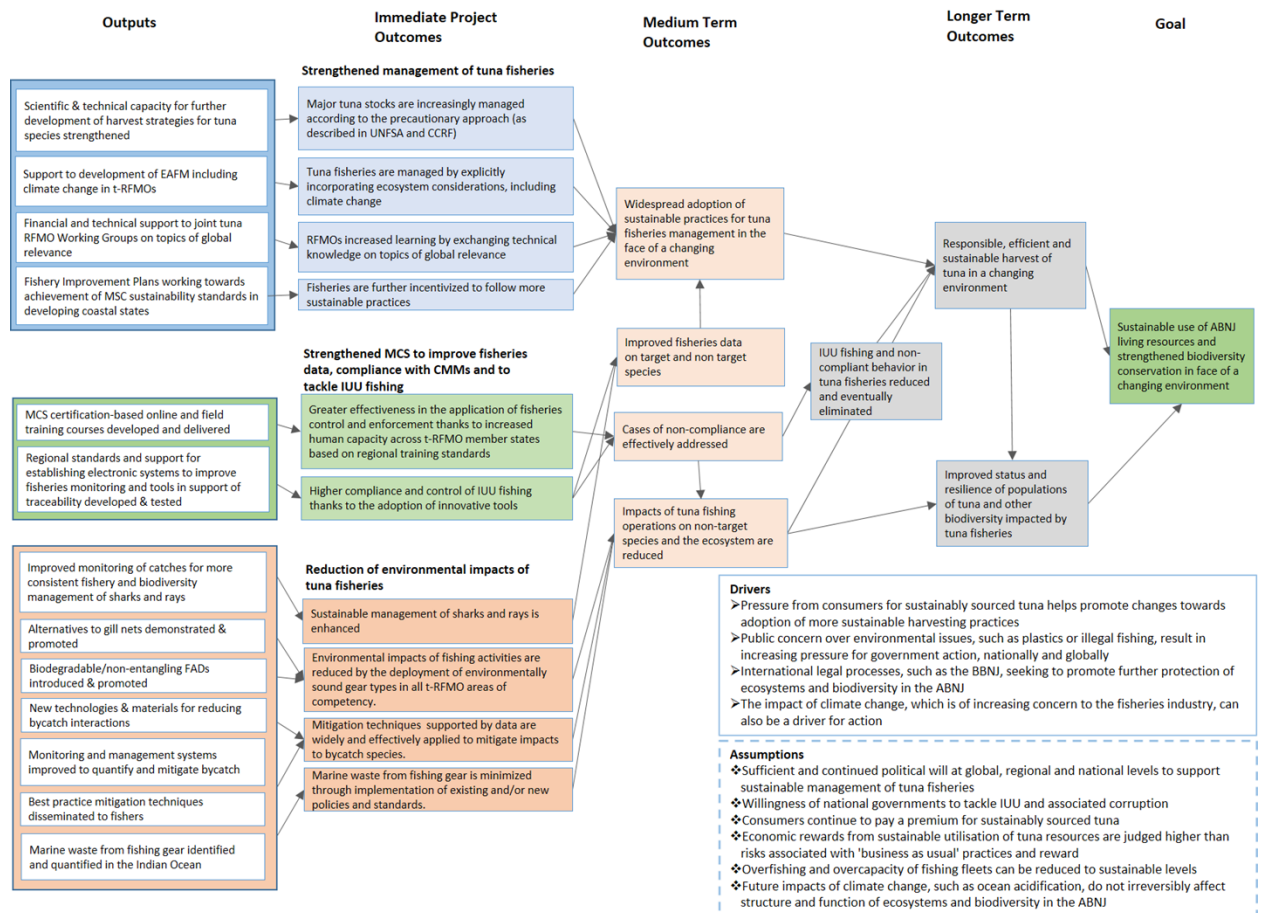 Outputs
Immediate Project
Outcomes
Medium Term
Outcomes
Longer Term
Outcomes
Goal
Strengthened management of tuna fisheries
Scientific & technical capacity for further
development of harvest strategies for tuna
species strengthened
Support to development of EAFM including
climate change in t-RFMOs
Financial and technical support to joint tuna
RFMO Working Groups on topics of global
relevance
Fishery Improvement Plans working towards
achievement of MSC sustainability standards in
developing coastal states
Major tuna stocks are increasingly managed
according to the precautionary approach (as
described in UNFSA and CCRF)
Tuna fisheries are managed by explicitly
incorporating ecosystem considerations, including
climate change
RFMOs increased learning by exchanging technical
knowledge on topics of global relevance
Fisheries are further incentivized to follow more
sustainable practices
Strengthened MCS to improve fisheries
data, compliance with CMMs and to
tackle IUU fishing
MCS certification-based online and field
training courses developed and delivered
Regional standards and support for
establishing electronic systems to improve
fisheries monitoring and tools in support of
traceability developed & tested
Greater effectiveness in the application of fisheries
control and enforcement thanks to increased
human capacity across t-RFMO member states
based on regional training standards
Higher compliance and control of IUU fishing
thanks to the adoption of innovative tools
Reduction of environmental impacts of
tuna fisheries
Improved monitoring of catches for more
consistent fishery and biodiversity
management of sharks and rays
Alternatives to gill nets demonstrated &
promoted
Biodegradable/non-entangling FADs
introduced & promoted
New technologies & materials for reducing
bycatch interactions
Monitoring and management systems
improved to quantify and mitigate bycatch
Best practice mitigation techniques
disseminated to fishers
Marine waste from fishing gear identified
and quantified in the Indian Ocean
Sustainable management of sharks and rays is
enhanced
Environmental impacts of fishing activities are
reduced by the deployment of environmentally
sound gear types in all t-RFMO areas of
competency.
Mitigation techniques supported by data are
widely and effectively applied to mitigate impacts
to bycatch species.
Marine waste from fishing gear is minimized
through implementation of existing and/or new
policies and standards.
Widespread adoption of
sustainable practices for tuna
fisheries management in the
face of a changing
environment
Improved fisheries data
on target and non target
species
Cases of non-compliance are
effectively addressed
Impacts of tuna fishing
operations on non-target
species and the ecosystem are
reduced
IUU fishing and non-
compliant behavior in
tuna fisheries reduced
and eventually
eliminated
Responsible, efficient and
sustainable harvest of
tuna in a changing
environment
Improved status and
resilience of populations
of tuna and other
biodiversity impacted by
tuna fisheries
Sustainable use of ABNJ
living resources and
strengthened biodiversity
conservation in face of a
changing environment
Drivers
➢Pressure from consumers for sustainably sourced tuna helps promote changes towards
adoption of more sustainable harvesting practices
➢Public concern over environmental issues, such as plastics or illegal fishing, result in
increasing pressure for government action, nationally and globally
➢International legal processes, such as the BBNJ, seeking to promote further protection of
ecosystems and biodiversity in the ABNJ
➢The impact of climate change, which is of increasing concern to the fisheries industry, can
also be a driver for action
Assumptions
❖Sufficient and continued political will at global, regional and national levels to support
sustainable management of tuna fisheries
❖Willingness of national governments to tackle IUU and associated corruption
❖Consumers continue to pay a premium for sustainably sourced tuna
❖Economic rewards from sustainable utilisation of tuna resources are judged higher than
risks associated with 'business as usual' practices and reward
❖Overfishing and overcapacity of fishing fleets can be reduced to sustainable levels
❖Future impacts of climate change, such as ocean acidification, do not irreversibly affect
structure and function of ecosystems and biodiversity in the ABNJ